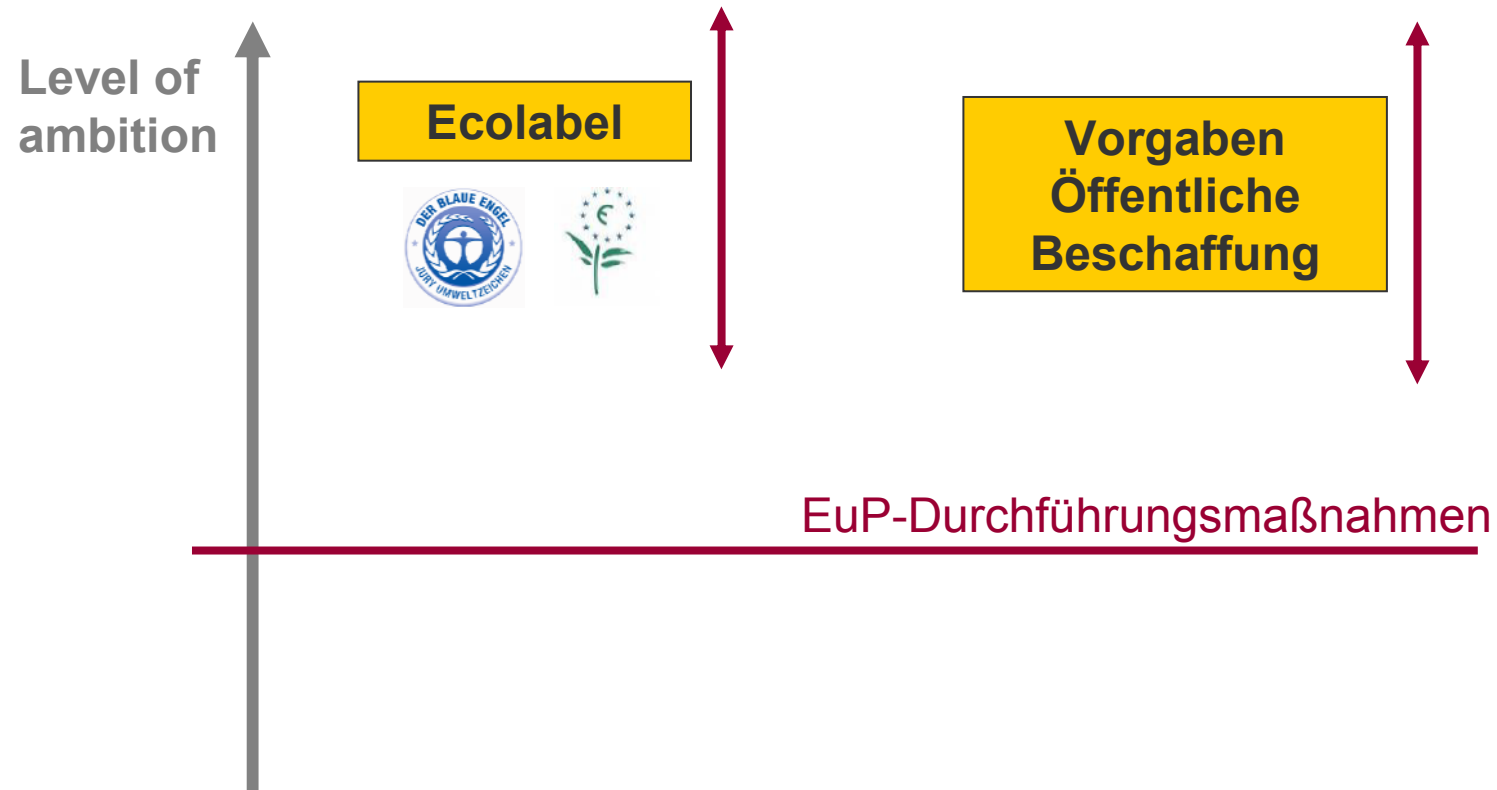 Level of
ambition
Ecolabel
DER BLAUE ENGEL
JURY UMWELTZEICHEN
Vorgaben
Öffentliche
Beschaffung
EuP-Durchführungsmaßnahmen